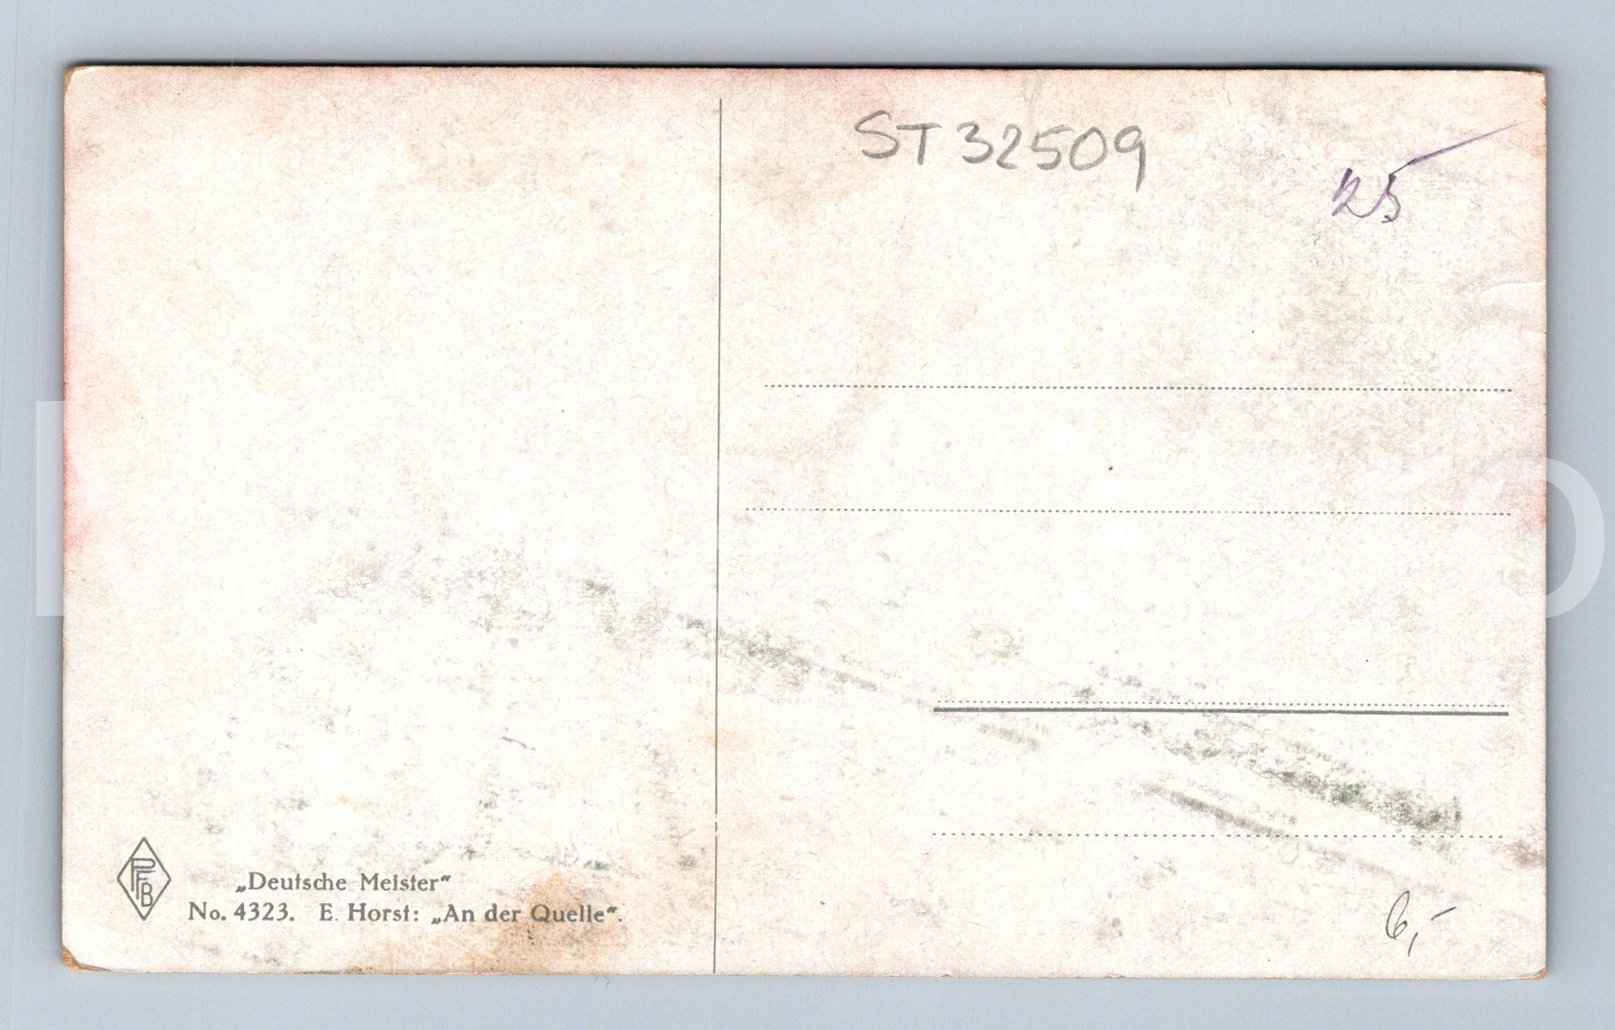 ST 32509
25
PFB
„Deutsche Meister“
No. 4323. E. Horst: „An der Quelle“.
6,-